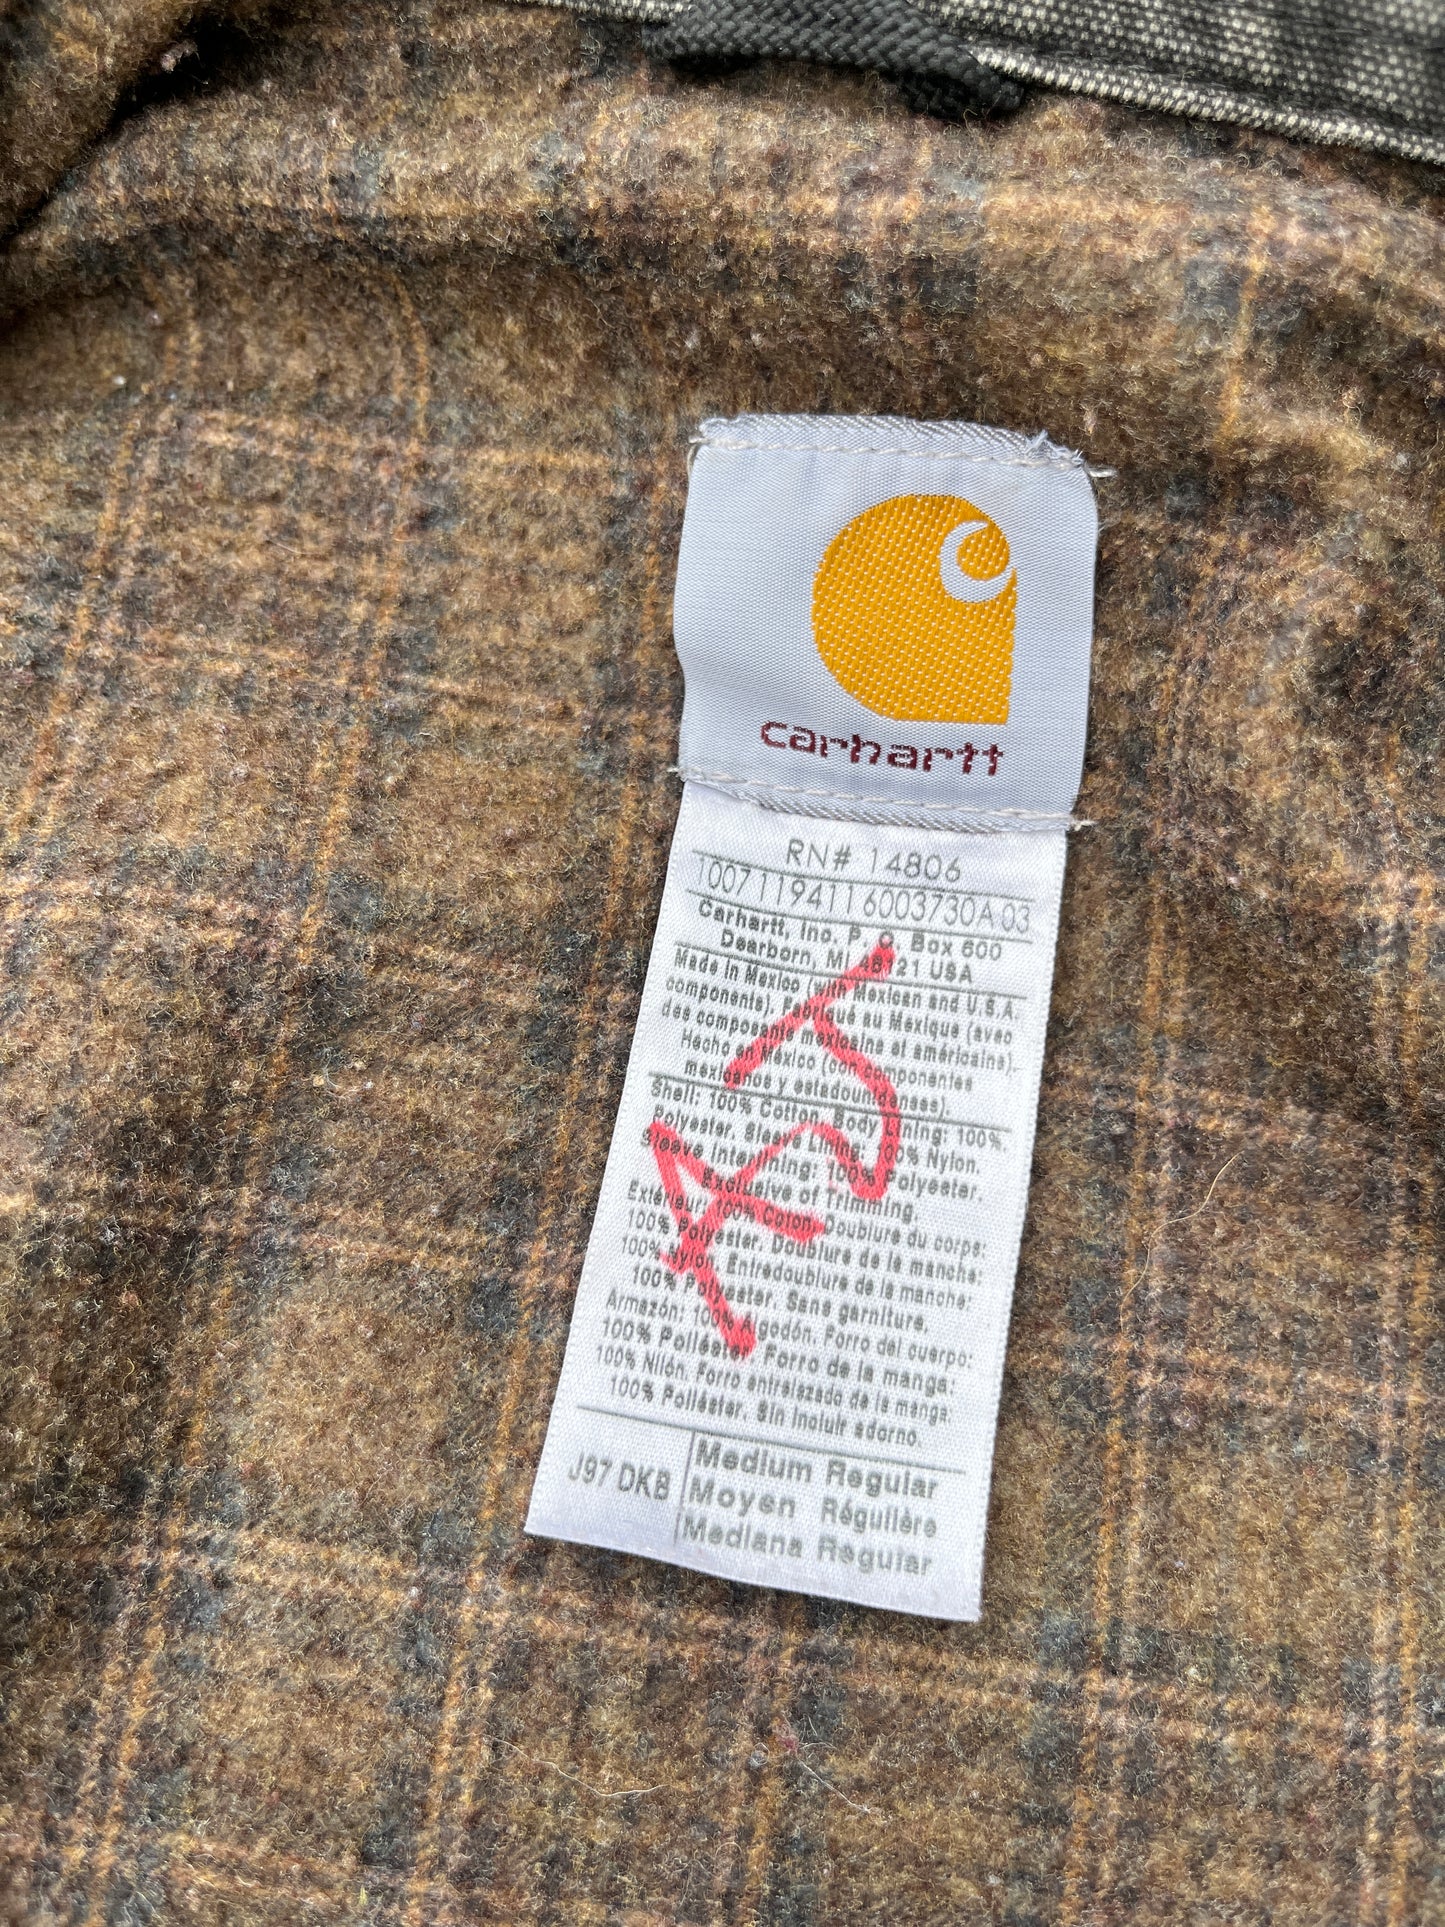 carhartt
RN# 14806
10071194116003730A 03
Carhartt, Inc. P. O. Box 600
Dearborn, MI 48121 USA
Made in Mexico (with Mexican and U.S.A.
components). Fabriqué au Mexique (avec
des composants mexicains et américains).
Hecho en México (con componentes
mexicanos y estadounidenses).
Shell: 100% Cotton. Body Lining: 100%
Polyester. Sleeve Lining: 100% Nylon.
Sleeve Interlining: 100% Polyester.
Exclusive of Trimming.
Extérieur: 100% Coton. Doublure du corps:
100% Polyester. Doublure de la manche:
100% Nylon. Entredoublure de la manche:
100% Polyester. Sans garniture.
Armazón: 100% Algodón. Forro del cuerpo:
100% Poliéster. Forro de la manga:
100% Nilón. Forro entrelazado de la manga:
100% Poliéster. Sin incluir adorno.
J97 DKB
Medium Regular
Moyen Régulière
Mediana Regular